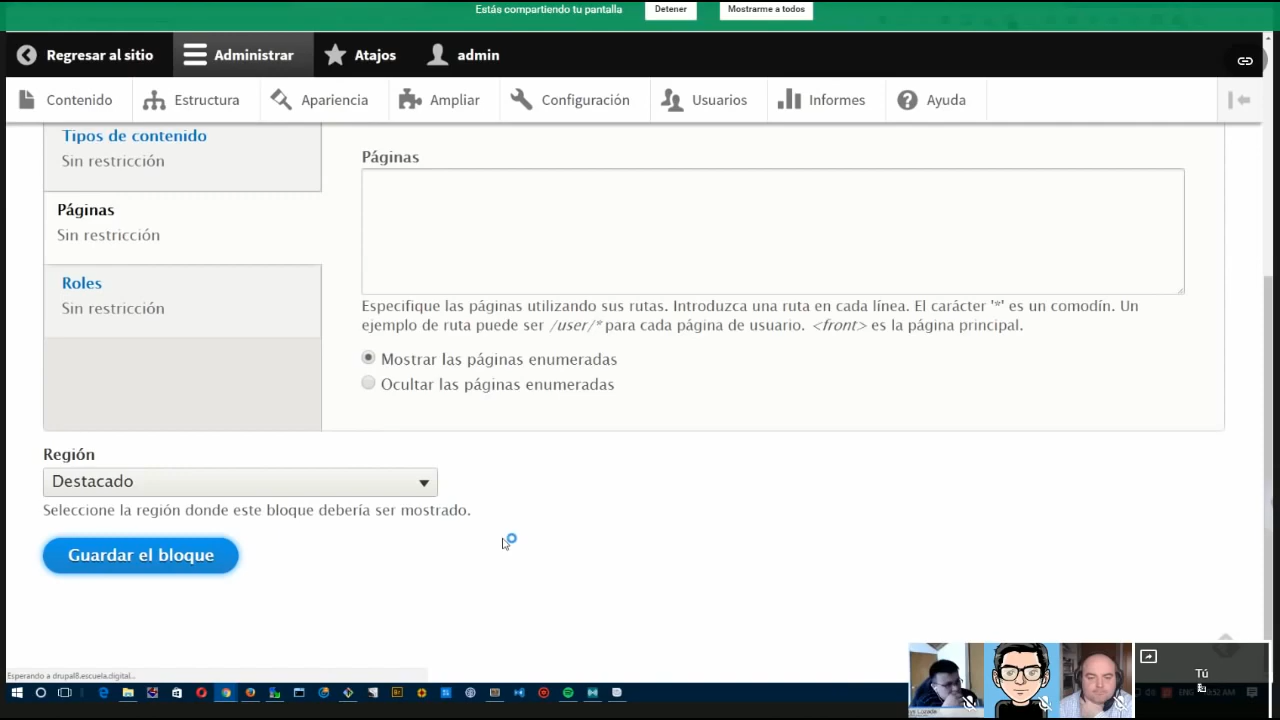 Estás compartiendo tu pantalla
Detener
Mostrarme a todos
Regresar al sitio
Administrar
Atajos
admin
Contenido
Estructura
Apariencia
Ampliar
Configuración
Usuarios
Informes
Ayuda
Tipos de contenido
Sin restricción
Páginas
Sin restricción
Roles
Sin restricción
Páginas
Especifique las páginas utilizando sus rutas. Introduzca una ruta en cada línea. El carácter '*' es un comodín. Un
ejemplo de ruta puede ser /user/* para cada página de usuario. <front> es la página principal.
Mostrar las páginas enumeradas
Ocultar las páginas enumeradas
Región
Destacado
Seleccione la región donde este bloque debería ser mostrado.
Guardar el bloque
Esperando a drupal8.escuela.digital...
Tú